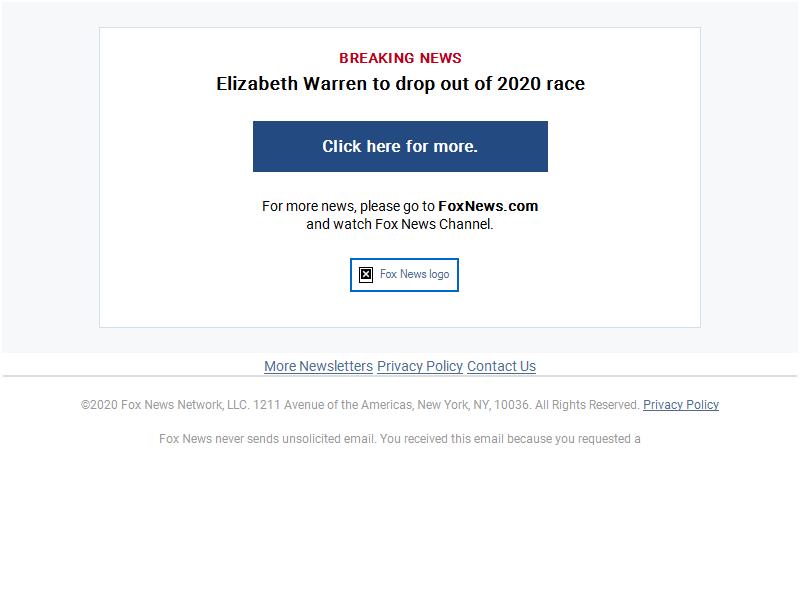 BREAKING NEWS
Elizabeth Warren to drop out of 2020 race
Click here for more.
For more news, please go to FoxNews.com
and watch Fox News Channel.
Fox News logo
More Newsletters Privacy Policy Contact Us
©2020 Fox News Network, LLC. 1211 Avenue of the Americas, New York, NY, 10036. All Rights Reserved. Privacy Policy
Fox News never sends unsolicited email. You received this email because you requested a